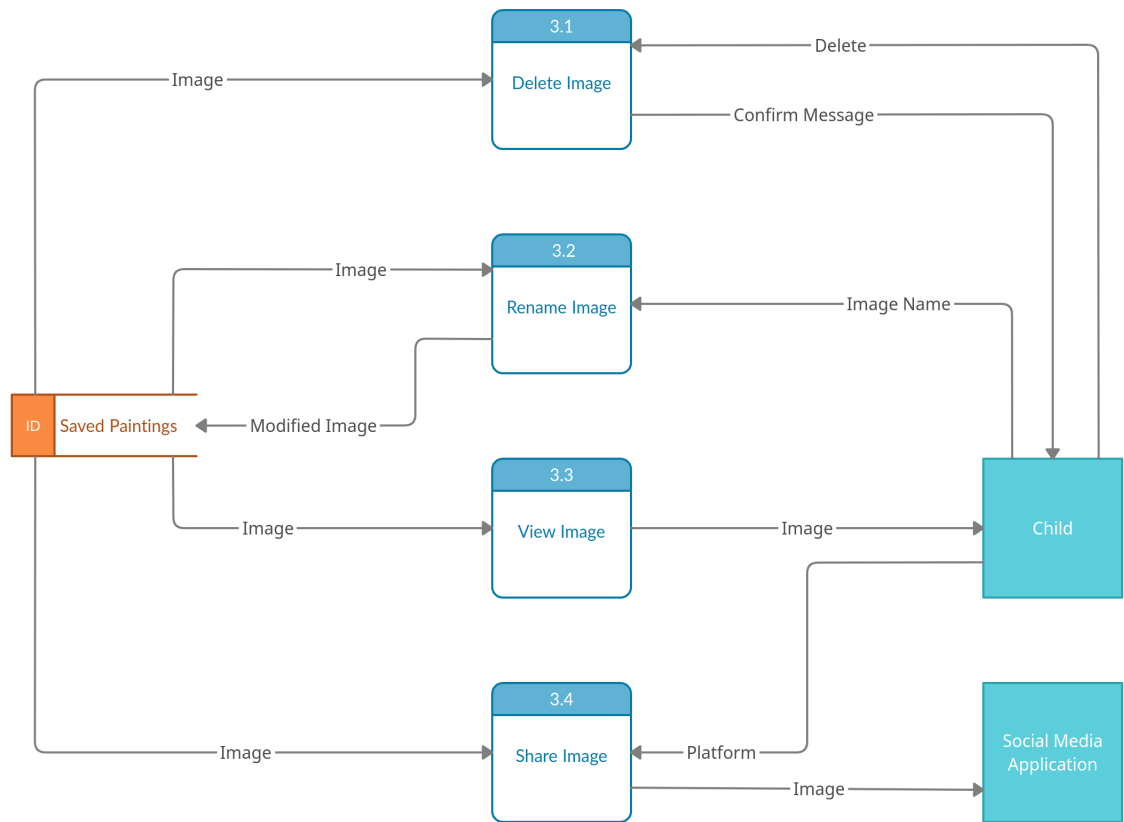 3.1
Delete
Image
Delete Image
Confirm Message
3.2
Image
Rename Image
Image Name
ID
Saved Paintings
Modified Image
3.3
Image
View Image
Image
Child
3.4
Social Media
Application
Image
Share Image
Platform
Image